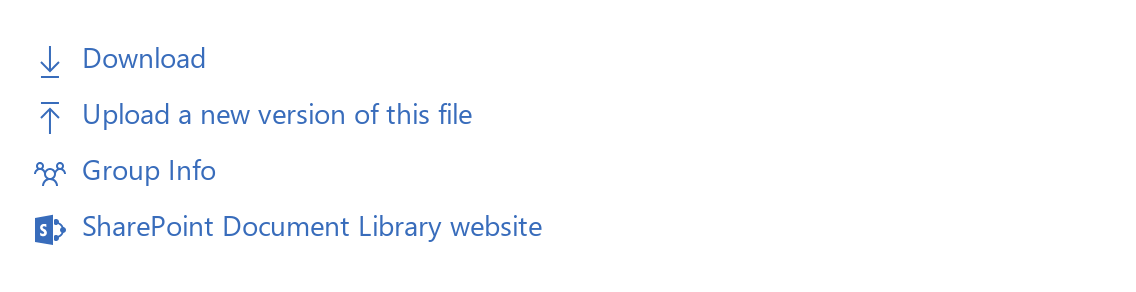 Download
Upload a new version of this file
Group Info
SharePoint Document Library website